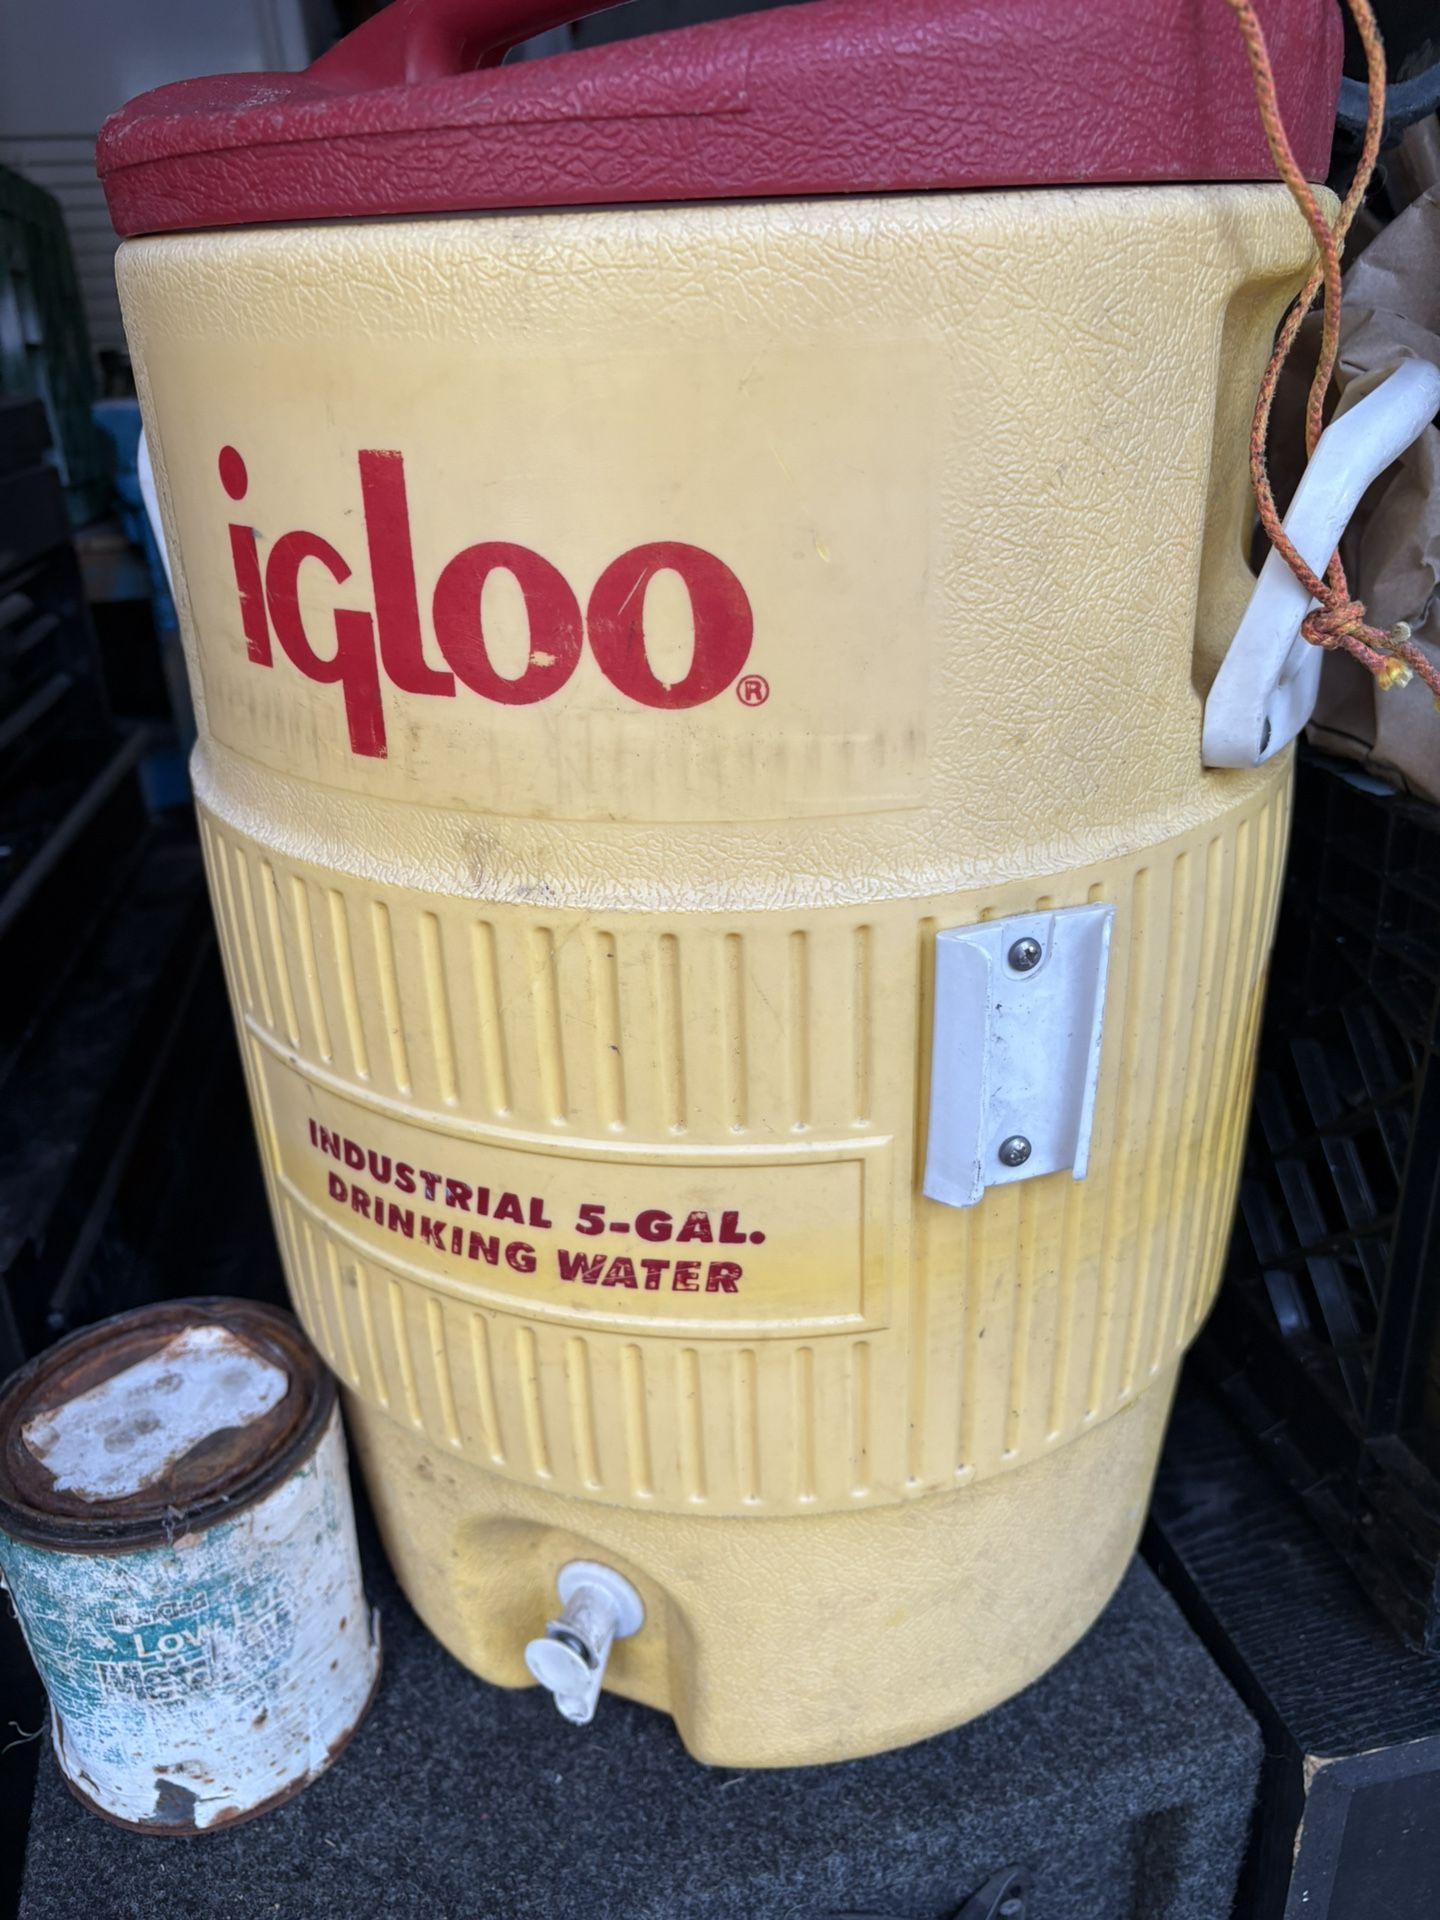 igloo®
INDUSTRIAL 5-GAL.
DRINKING WATER